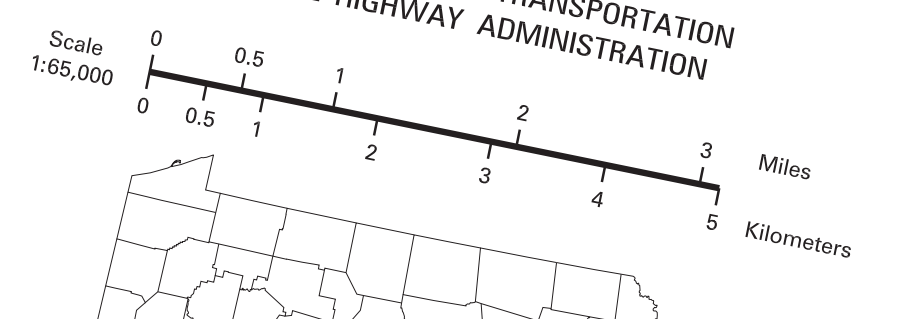 TRANSPORTATION
HIGHWAY ADMINISTRATION
Scale
1:65,000
0 0.5 1 2 3 Miles
0 0.5 1 2 3 4 5 Kilometers